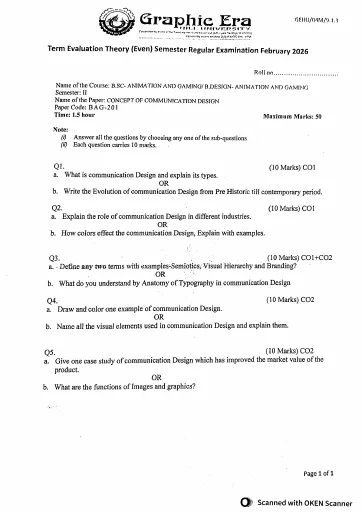 GEHU/04M/9.1.3
Graphic Era
HILL UNIVERSITY
Term Evaluation Theory (Even) Semester Regular Examination February 2026
Roll no..............................
Name of the Course: B.SC- ANIMATION AND GAMING/ B.DESIGN- ANIMATION AND GAMING
Semester: II
Name of the Paper: CONCEPT OF COMMUNICATION DESIGN
Paper Code: BAG-201
Time: 1.5 hour Maximum Marks: 50
Note:
(i) Answer all the questions by choosing any one of the sub-questions
(ii) Each question carries 10 marks.
Q1. (10 Marks) CO1
a. What is communication Design and explain its types.
OR
b. Write the Evolution of communication Design from Pre Historic till contemporary period.
Q2. (10 Marks) CO1
a. Explain the role of communication Design in different industries.
OR
b. How colors effect the communication Design, Explain with examples.
Q3. (10 Marks) CO1+CO2
a. - Define any two terms with examples-Semiotics, Visual Hierarchy and Branding?
OR
b. What do you understand by Anatomy of Typography in communication Design
Q4. (10 Marks) CO2
a. Draw and color one example of communication Design.
OR
b. Name all the visual elements used in communication Design and explain them.
Q5. (10 Marks) CO2
a. Give one case study of communication Design which has improved the market value of the
product.
OR
b. What are the functions of Images and graphics?
Page 1 of 1
Scanned with OKEN Scanner